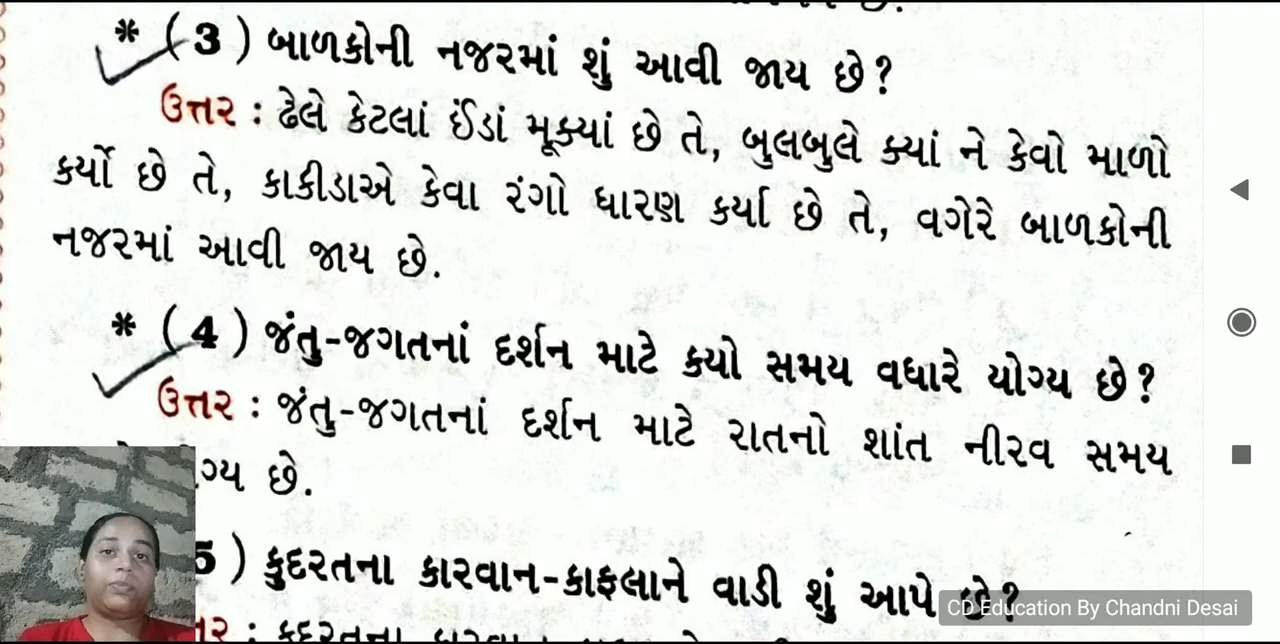 * (3) બાળકોની નજરમાં શું આવી જાય છે?
ઉત્તર : ઢેલે કેટલાં ઈંડાં મૂક્યાં છે તે, બુલબુલે ક્યાં ને કેવો માળો
કર્યો છે તે, કાકીડાએ કેવા રંગો ધારણ કર્યા છે તે, વગેરે બાળકોની
નજરમાં આવી જાય છે.
* (4) જંતુ-જગતનાં દર્શન માટે કયો સમય વધારે યોગ્ય છે?
ઉત્તર : જંતુ-જગતનાં દર્શન માટે રાતનો શાંત નીરવ સમય
છે.
5) કુદરતના કારવાન-કાફલાને વાડી શું આપે છે?
CD Education By Chandni Desai